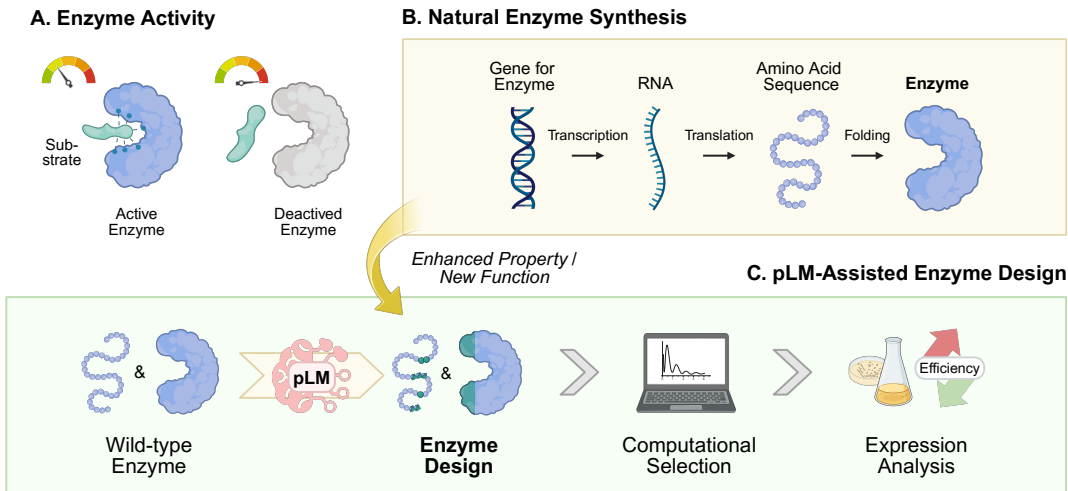 A. Enzyme Activity
Sub-
strate
Active
Enzyme
Deactived
Enzyme
B. Natural Enzyme Synthesis
Gene for
Enzyme
Transcription
RNA
Translation
Amino Acid
Sequence
Folding
Enzyme
Enhanced Property /
New Function
C. pLM-Assisted Enzyme Design
&
Wild-type
Enzyme
pLM
&
Enzyme
Design
Computational
Selection
Efficiency
Expression
Analysis